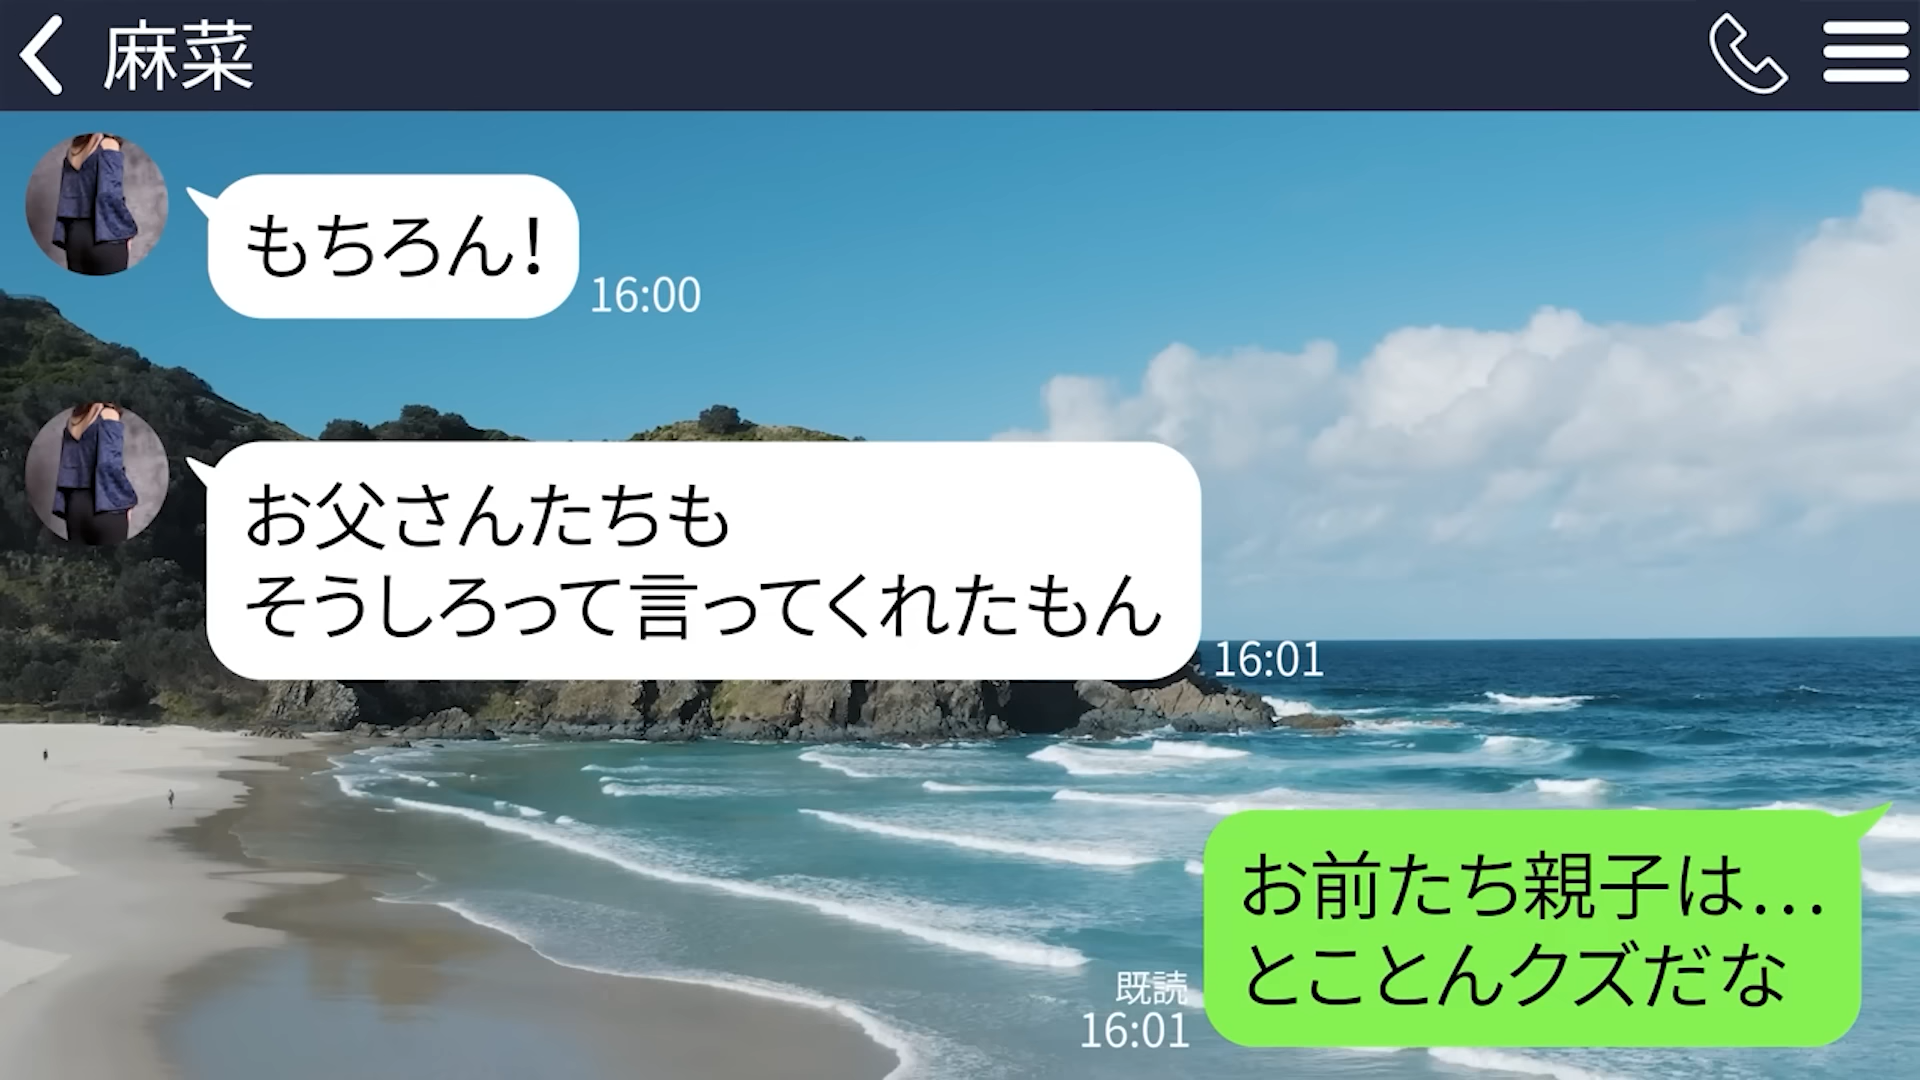 麻菜
もちろん!
16:00
お父さんたちも
そうしろって言ってくれたもん
16:01
お前たち親子は…
とことんクズだな
既読
16:01